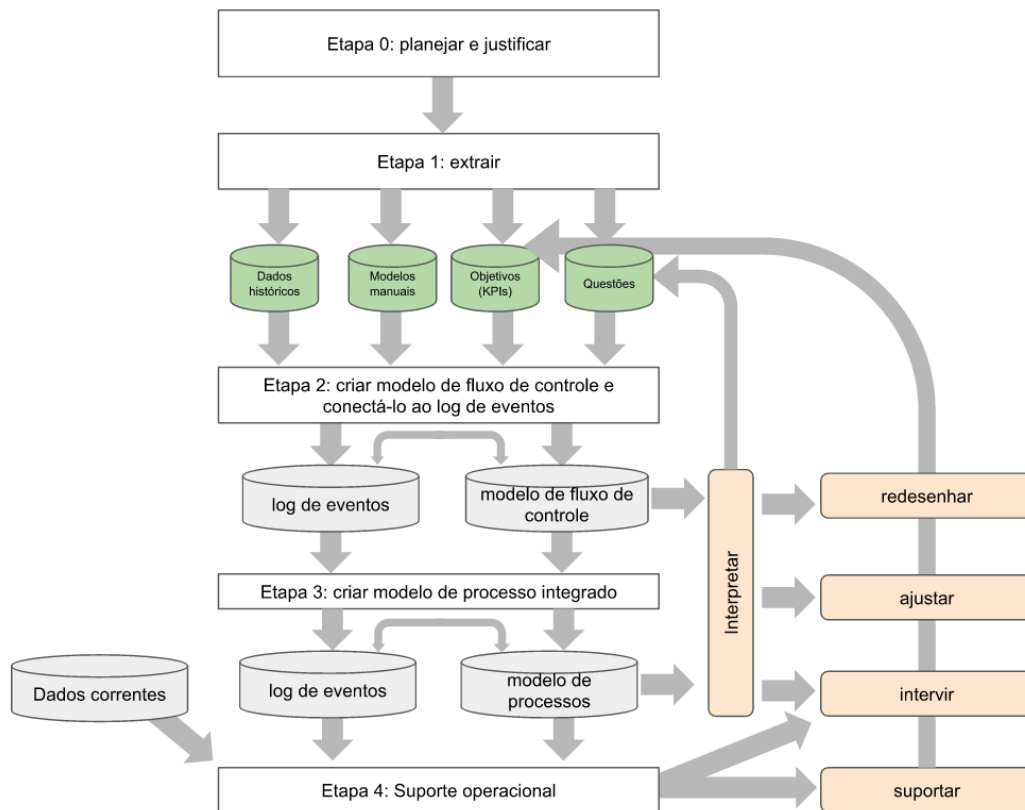 Etapa 0: planejar e justificar
Etapa 1: extrair
Dados
históricos
Modelos
manuais
Objetivos
(KPIs)
Questões
Etapa 2: criar modelo de fluxo de controle e
conectá-lo ao log de eventos
log de eventos
modelo de fluxo de
controle
Interpretar
redesenhar
Etapa 3: criar modelo de processo integrado
ajustar
Dados correntes
log de eventos
modelo de
processos
intervir
Etapa 4: Suporte operacional
suportar